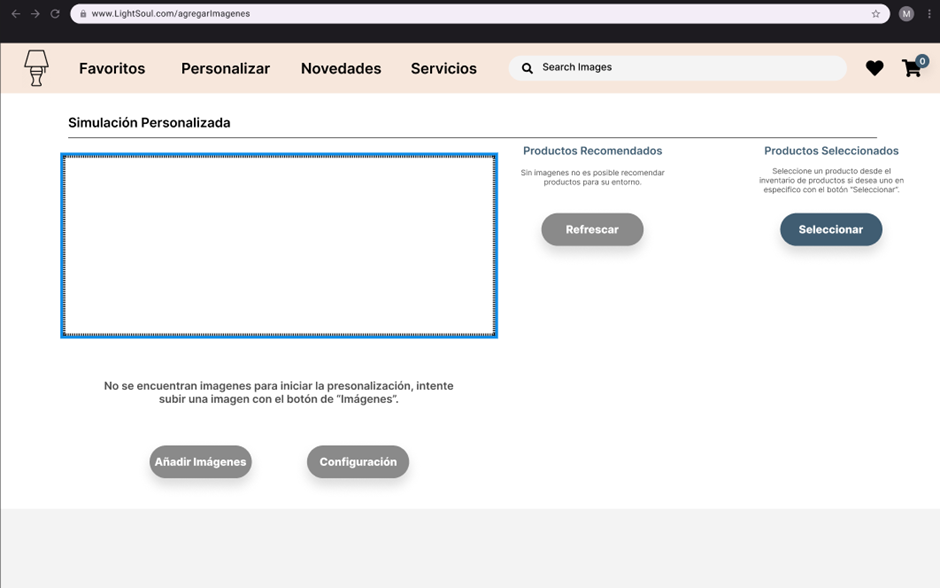 www.LightSoul.com/agregarImagenes
M
Favoritos
Personalizar
Novedades
Servicios
Search Images
0
Simulación Personalizada
Productos Recomendados
Sin imagenes no es posible recomendar
productos para su entorno.
Refrescar
Productos Seleccionados
Seleccione un producto desde el
inventario de productos si desea uno en
especifico con el botón “Seleccionar”.
Seleccionar
No se encuentran imagenes para iniciar la presonalización, intente
subir una imagen con el botón de “Imágenes”.
Añadir Imágenes
Configuración